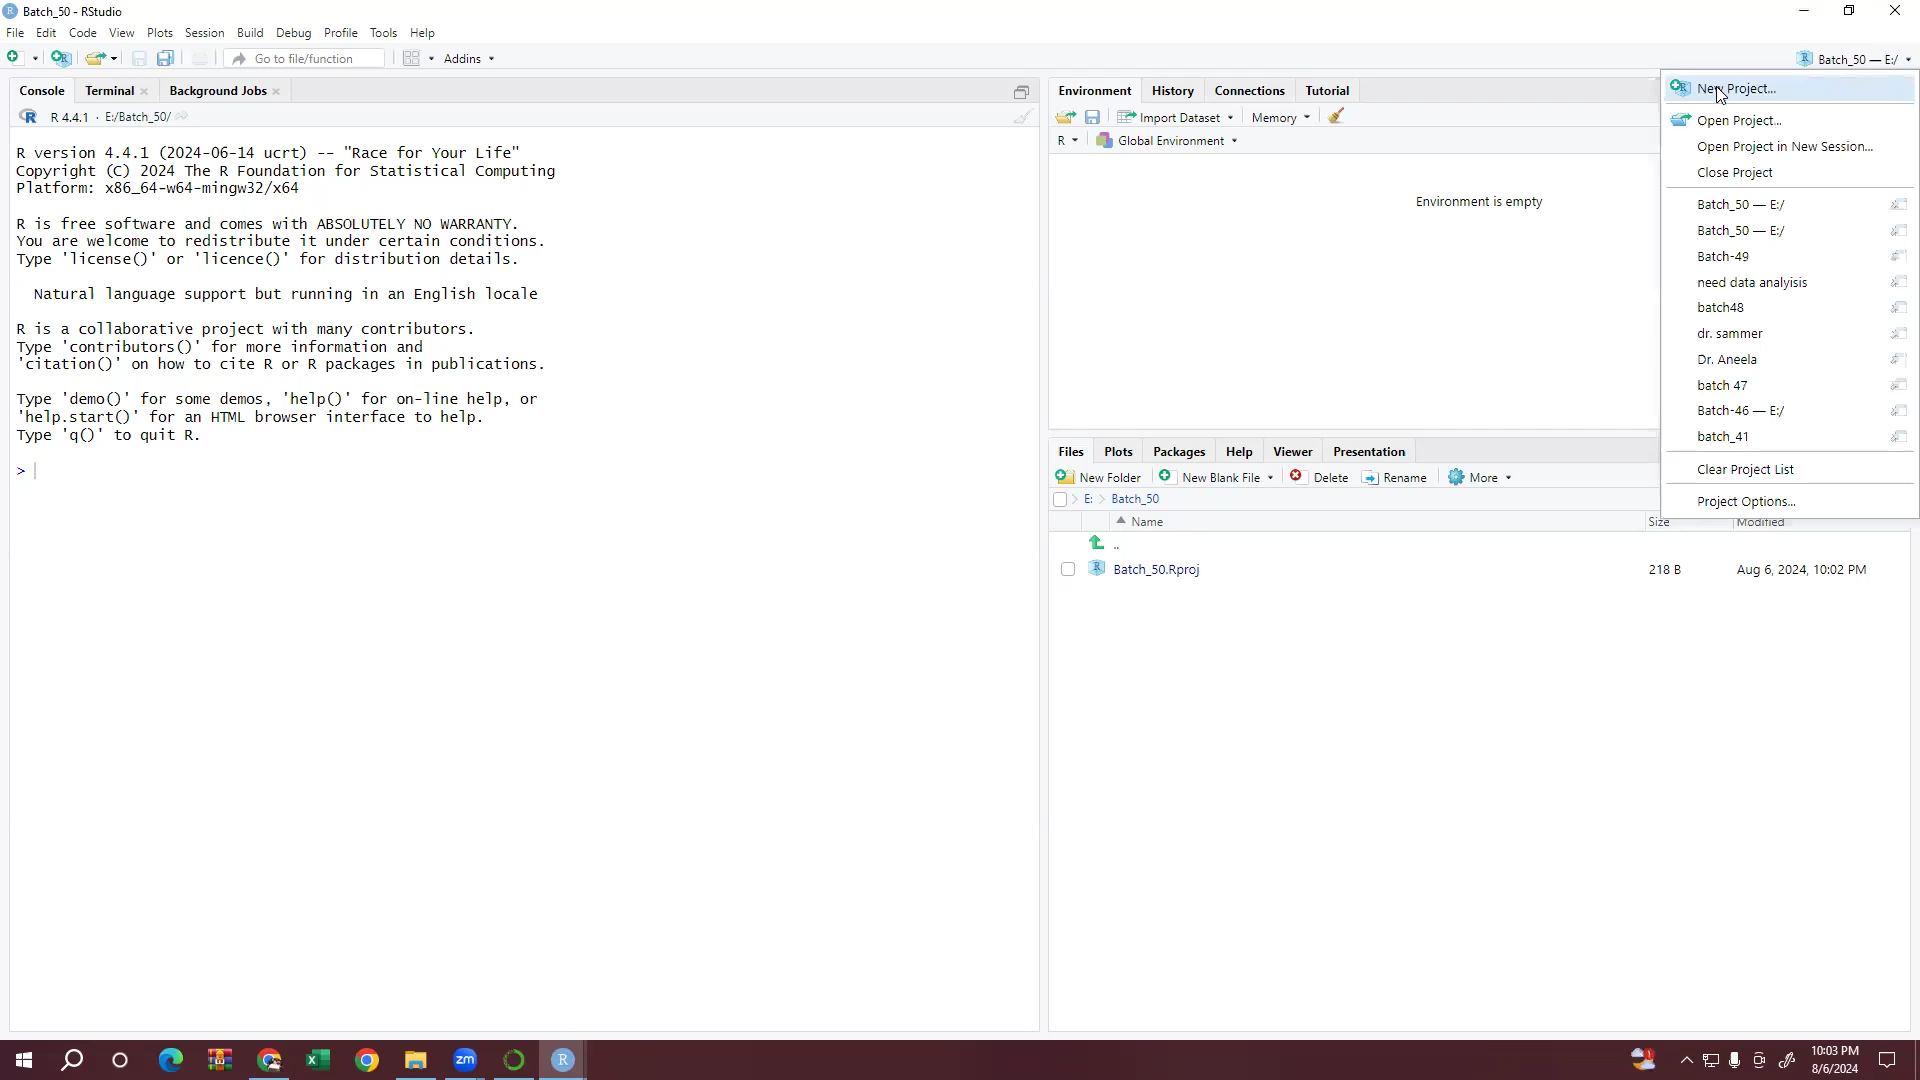 Batch_50 - RStudio
File Edit Code View Plots Session Build Debug Profile Tools Help
Go to file/function Addins Batch_50 — E:/
Console Terminal Background Jobs
R 4.4.1 · E:/Batch_50/
R version 4.4.1 (2024-06-14 ucrt) -- "Race for Your Life"
Copyright (C) 2024 The R Foundation for Statistical Computing
Platform: x86_64-w64-mingw32/x64
R is free software and comes with ABSOLUTELY NO WARRANTY.
You are welcome to redistribute it under certain conditions.
Type 'license()' or 'licence()' for distribution details.
Natural language support but running in an English locale
R is a collaborative project with many contributors.
Type 'contributors()' for more information and
'citation()' on how to cite R or R packages in publications.
Type 'demo()' for some demos, 'help()' for on-line help, or
'help.start()' for an HTML browser interface to help.
Type 'q()' to quit R.
>
Environment History Connections Tutorial
Import Dataset Memory
R Global Environment
Environment is empty
New Project...
Open Project...
Open Project in New Session...
Close Project
Batch_50 — E:/
Batch_50 — E:/
Batch-49
need data analyisis
batch48
dr. sammer
Dr. Aneela
batch 47
Batch-46 — E:/
batch_41
Clear Project List
Project Options...
Files Plots Packages Help Viewer Presentation
New Folder New Blank File Delete Rename More
E: Batch_50
Name Size Modified
..
Batch_50.Rproj 218 B Aug 6, 2024, 10:02 PM
zm R
10:03 PM
8/6/2024